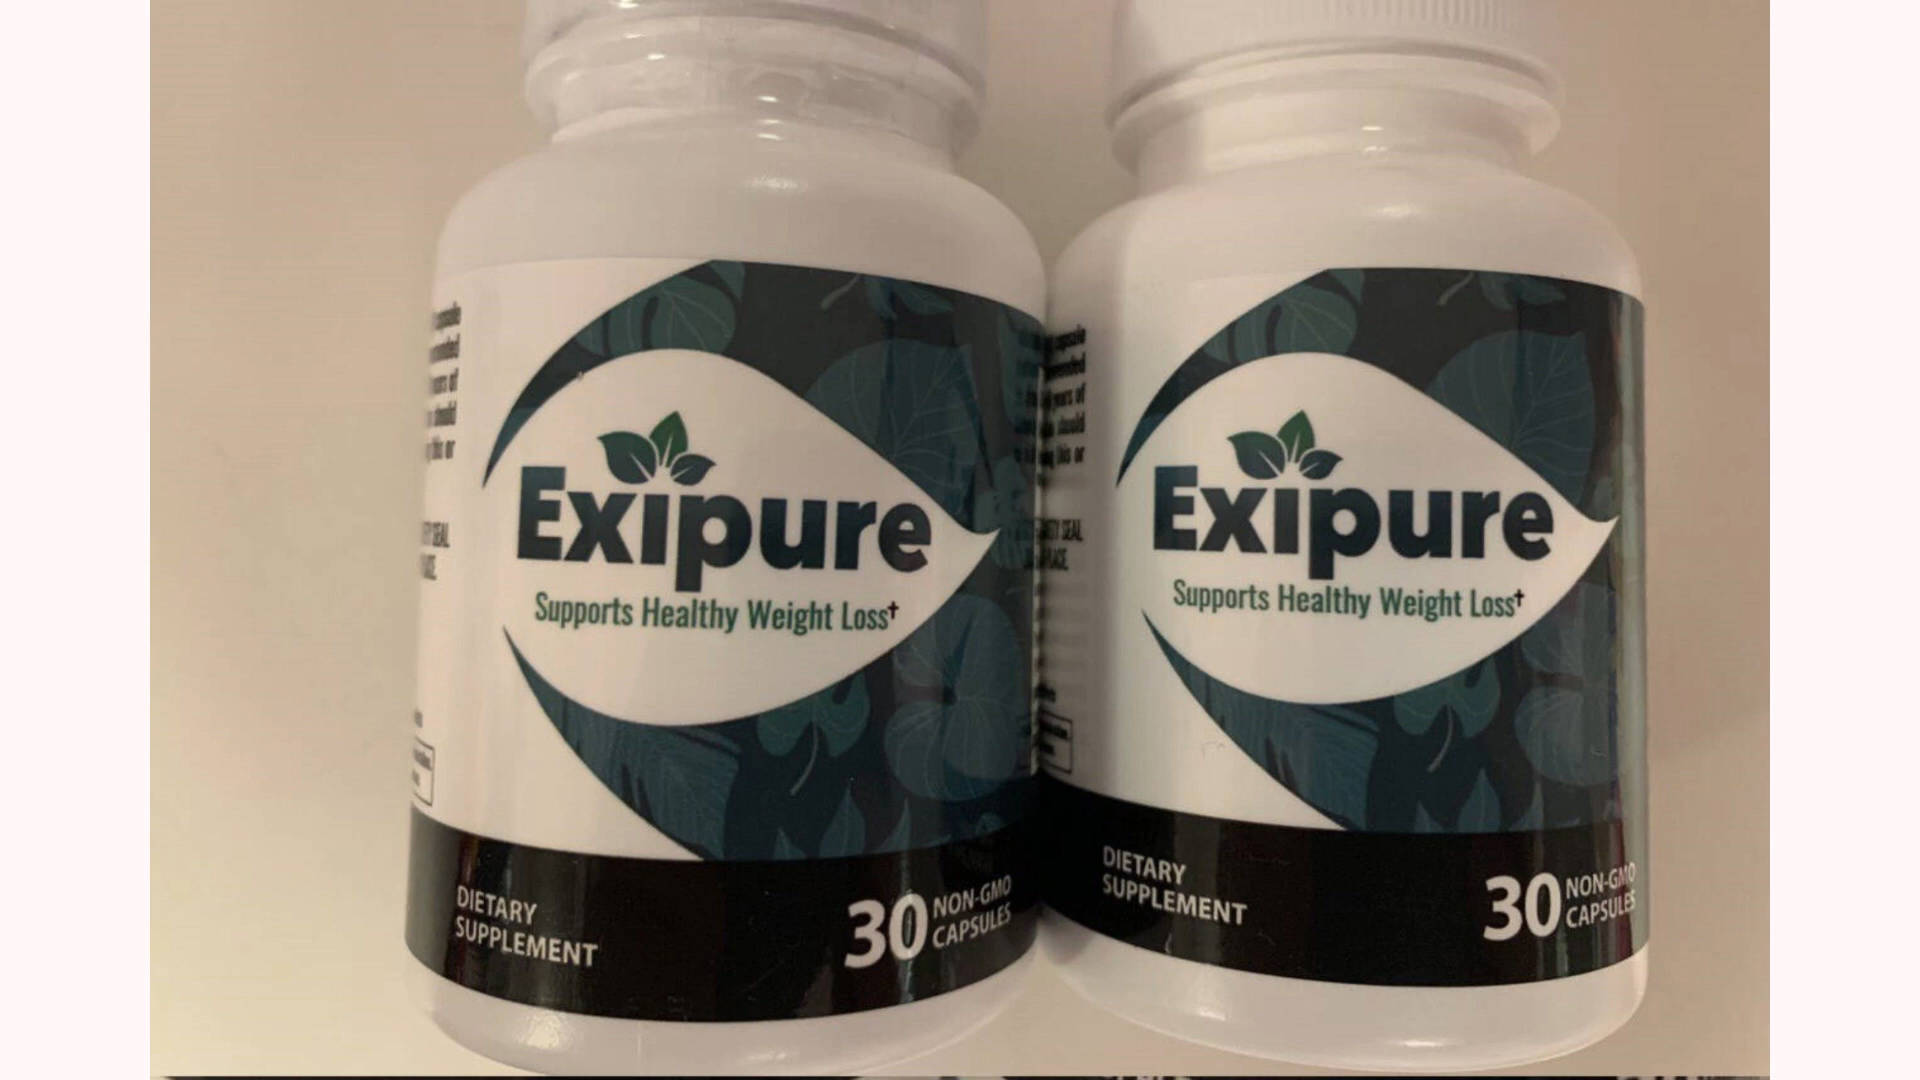 Exipure
Supports Healthy Weight Loss†
DIETARY
SUPPLEMENT
30 NON-GMO
CAPSULES
Exipure
Supports Healthy Weight Loss†
DIETARY
SUPPLEMENT
30 NON-GMO
CAPSULES